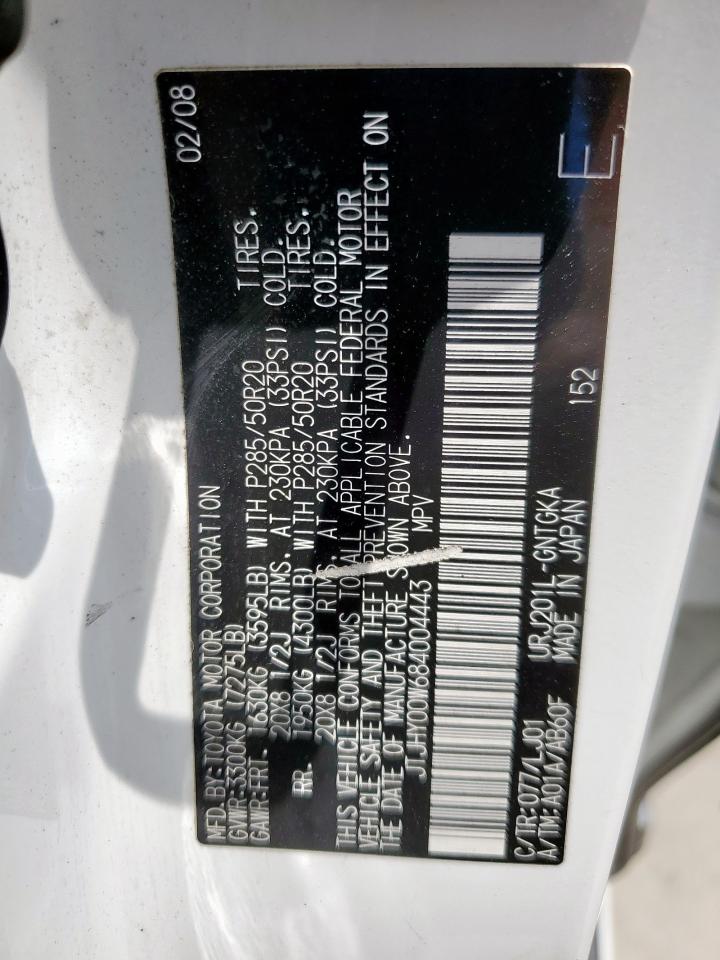 MFD. BY: TOYOTA MOTOR CORPORATION 02/08
GVWR: 3300KG (7275LB)
GAWR: FRT. 1630KG (3595LB) WITH P285/50R20 TIRES.
20X8 1/2J RIMS. AT 230KPA (33PSI) COLD.
RR. 1950KG (4300LB) WITH P285/50R20 TIRES.
20X8 1/2J RIMS, AT 230KPA (33PSI) COLD.
THIS VEHICLE CONFORMS TO ALL APPLICABLE FEDERAL MOTOR
VEHICLE SAFETY AND THEFT PREVENTION STANDARDS IN EFFECT ON
THE DATE OF MANUFACTURE SHOWN ABOVE.
JTJHY00W684004443 MPV
C/TR: 077/LJ01 URJ201L-GNTGKA 152 E
A/TM: A01A/AB60F MADE IN JAPAN